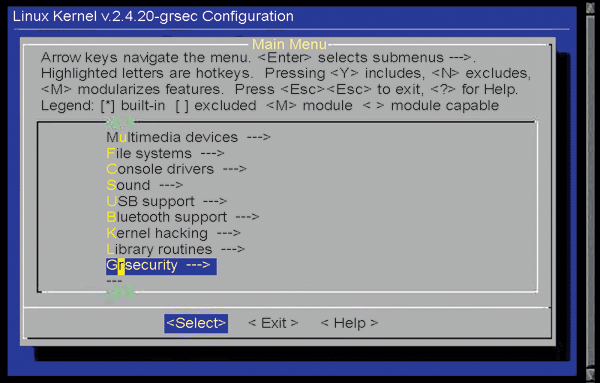 Linux Kernel v.2.4.20-grsec Configuration
Main Menu
Arrow keys navigate the menu. <Enter> selects submenus --->.
Highlighted letters are hotkeys. Pressing <Y> includes, <N> excludes,
<M> modularizes features. Press <Esc><Esc> to exit, <?> for Help.
Legend: [*] built-in [ ] excluded <M> module < > module capable
Multimedia devices --->
File systems --->
Console drivers --->
Sound --->
USB support --->
Bluetooth support --->
Kernel hacking --->
Library routines --->
Grsecurity --->
---
<Select> < Exit > < Help >